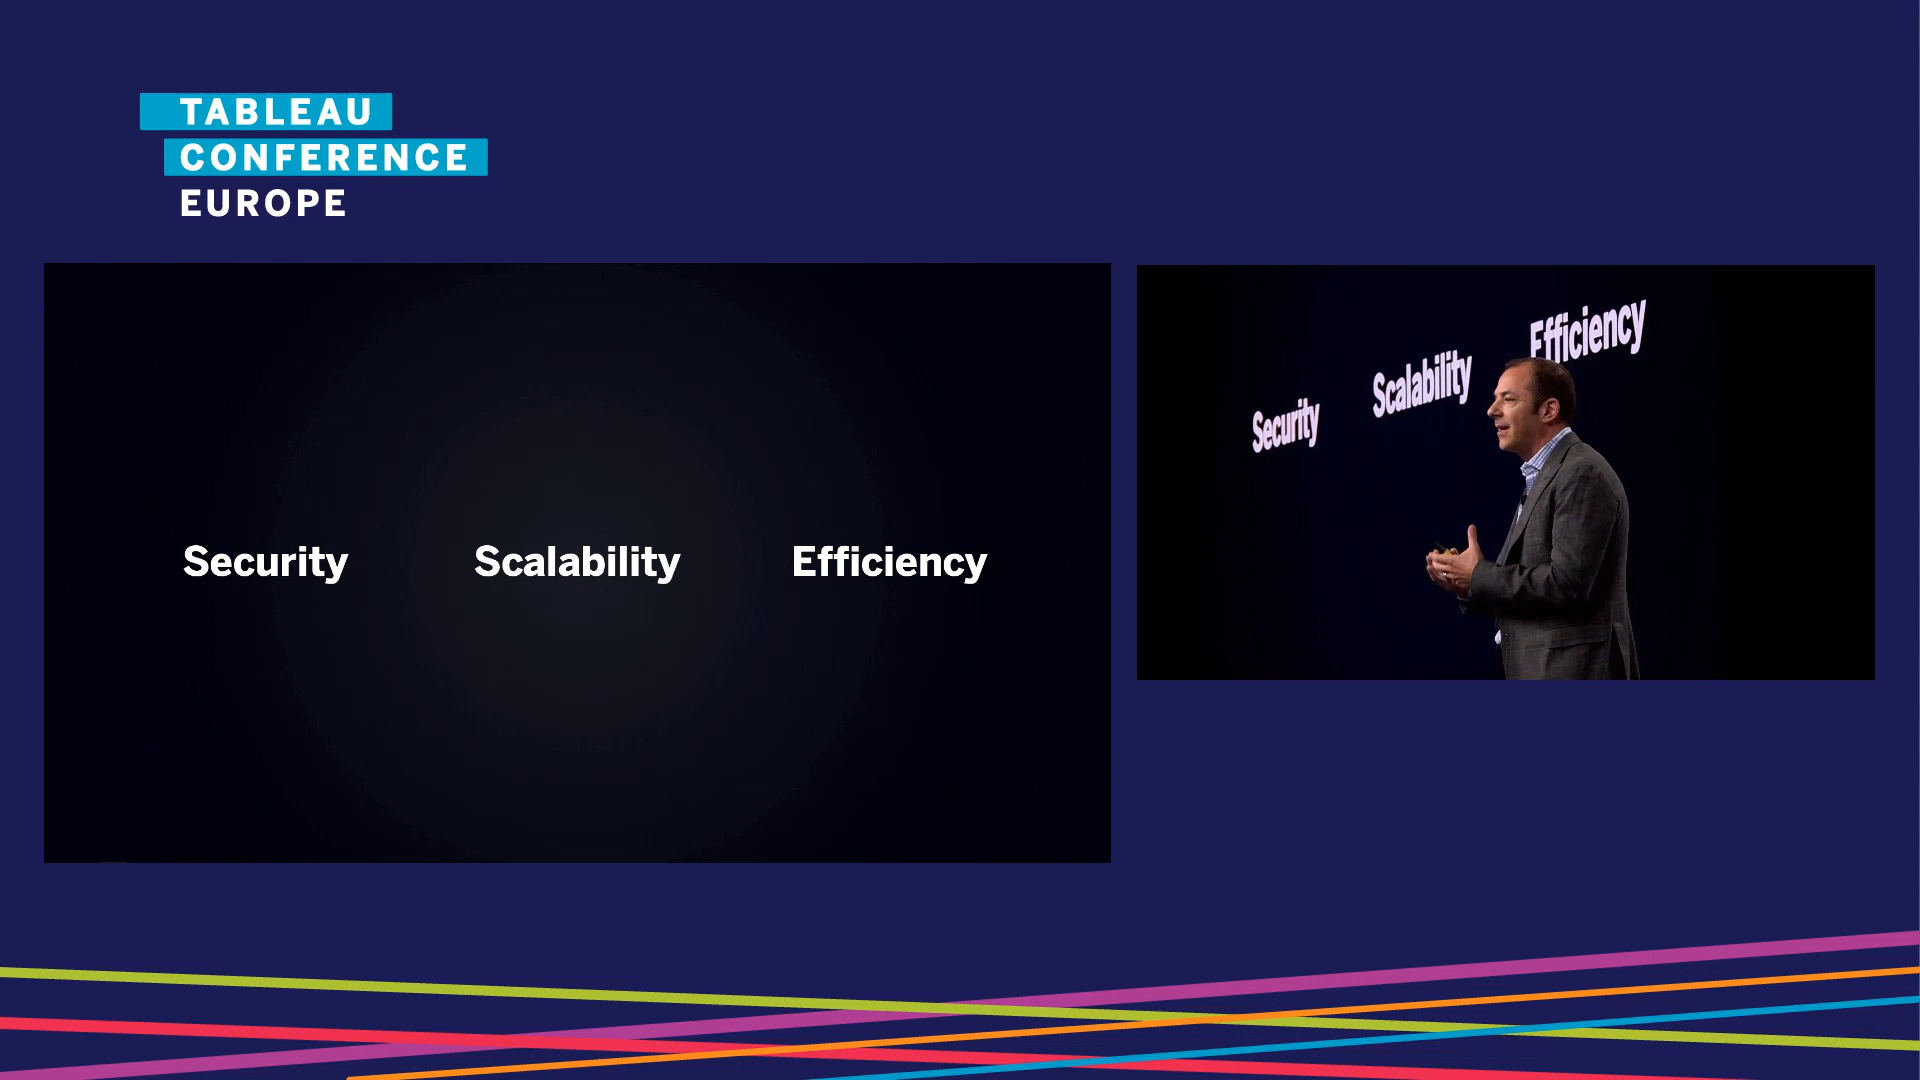 TABLEAU
CONFERENCE
EUROPE
Security Scalability Efficiency
Efficiency
Scalability
Security